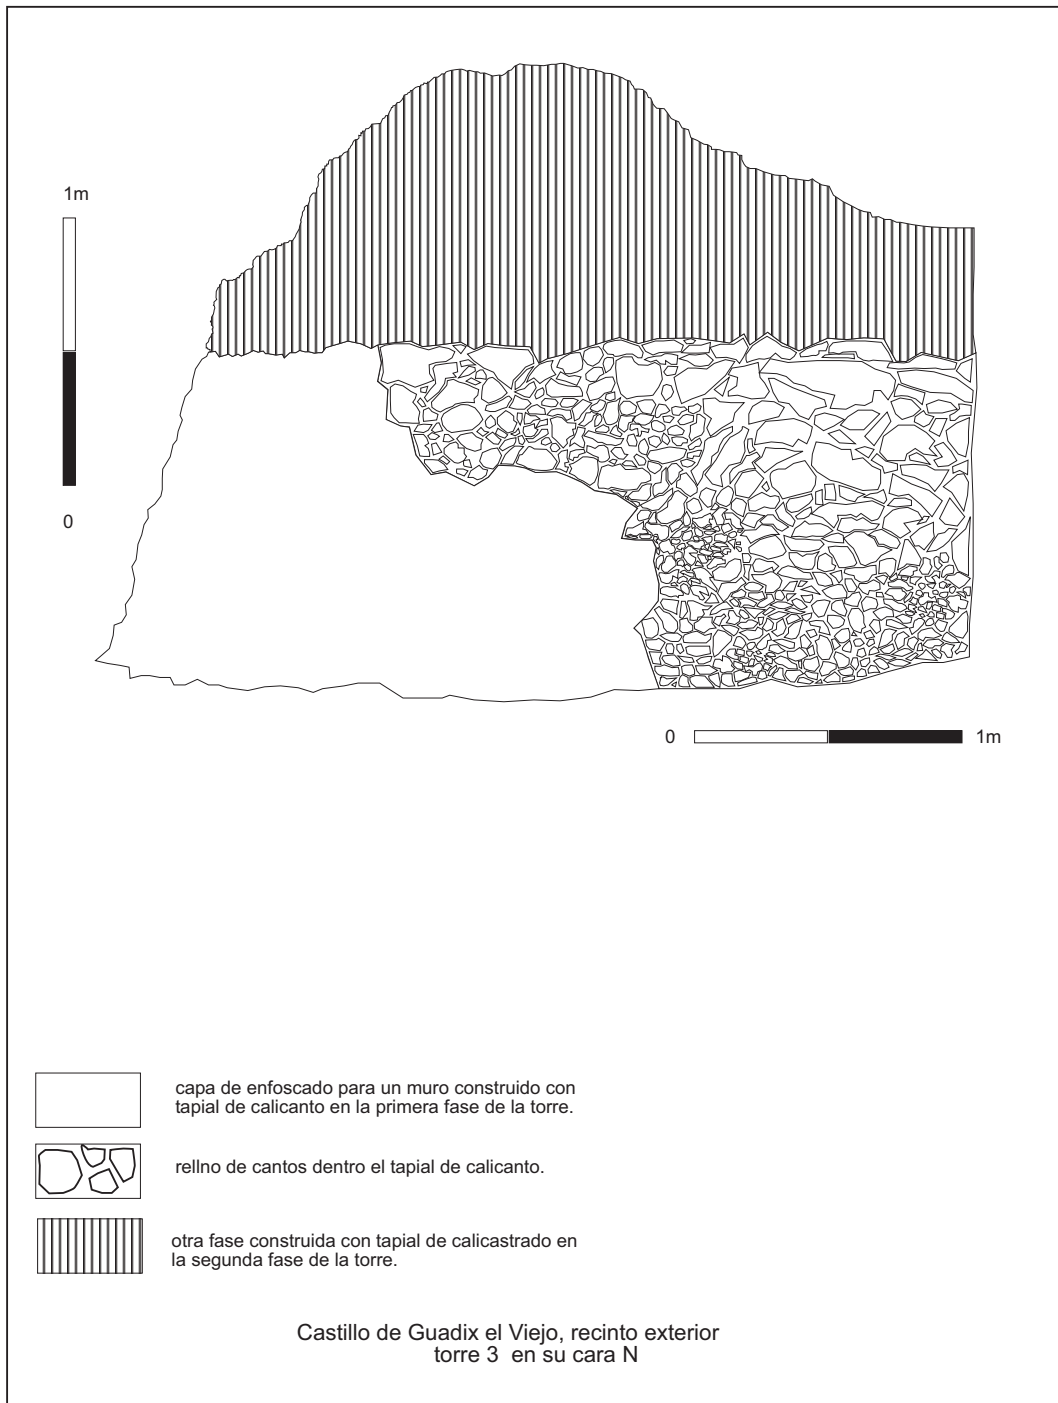 1m
0
0 1m
capa de enfoscado para un muro construido con
tapial de calicanto en la primera fase de la torre.
rellno de cantos dentro el tapial de calicanto.
otra fase construida con tapial de calicastrado en
la segunda fase de la torre.
Castillo de Guadix el Viejo, recinto exterior
torre 3 en su cara N